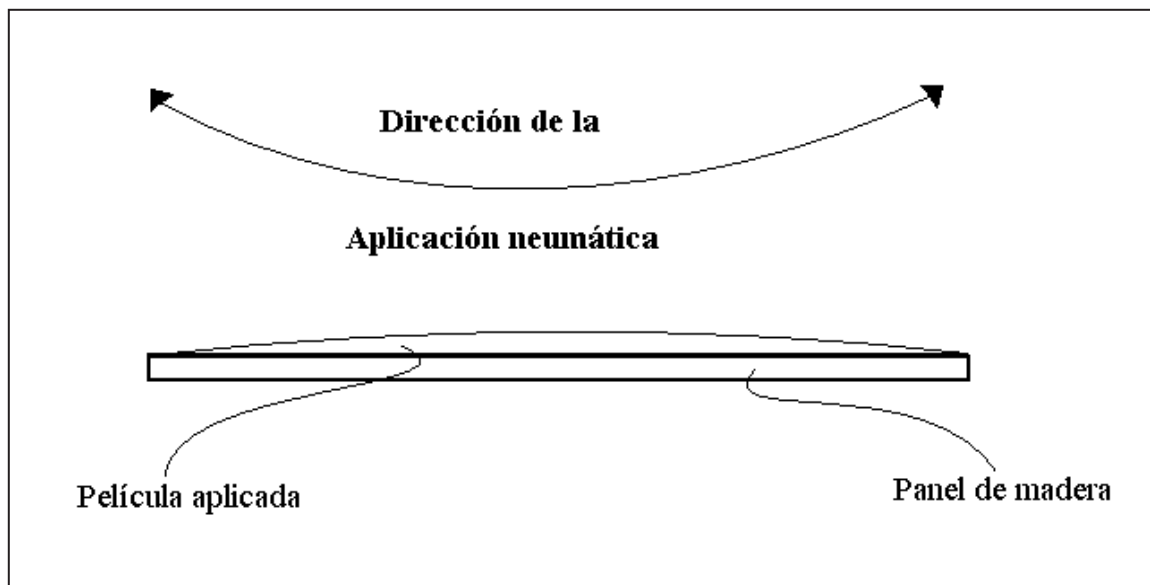 Dirección de la
Aplicación neumática
Película aplicada
Panel de madera